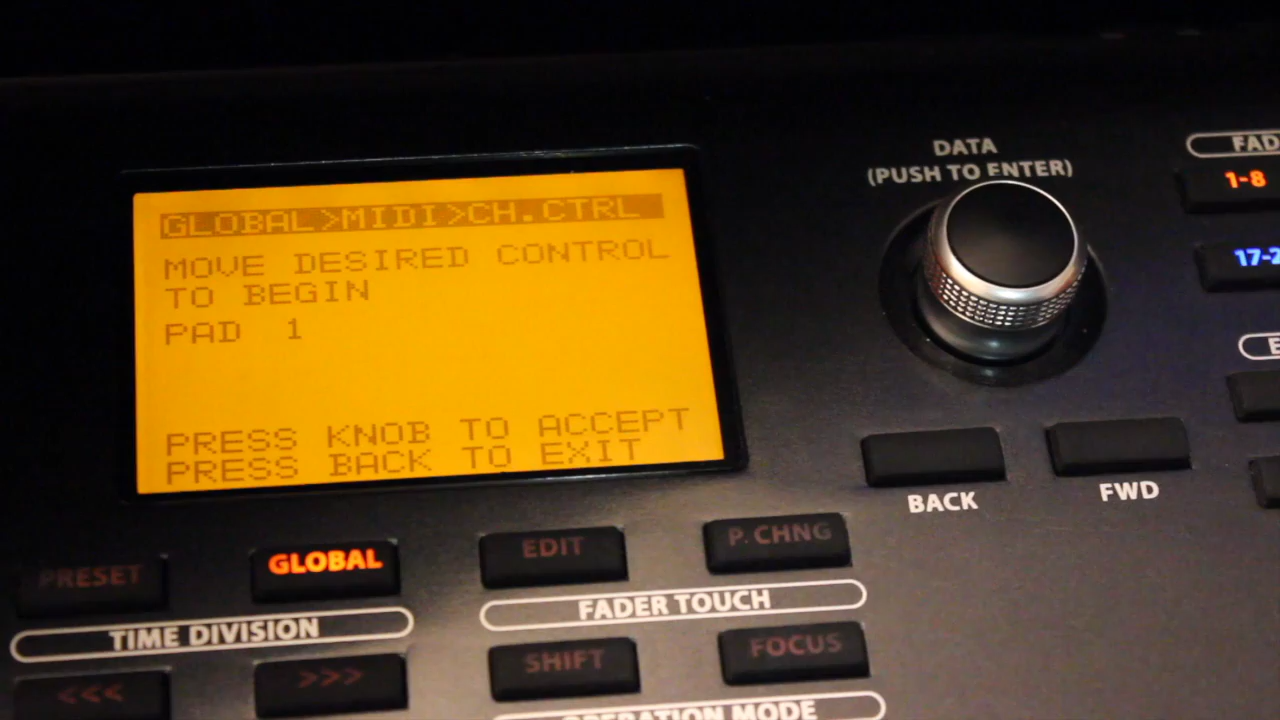 GLOBAL>MIDI>CH.CTRL
MOVE DESIRED CONTROL
TO BEGIN
PAD 1
PRESS KNOB TO ACCEPT
PRESS BACK TO EXIT
DATA
(PUSH TO ENTER)
1-8
BACK
FWD
PRESET
GLOBAL
EDIT
P. CHNG
TIME DIVISION
FADER TOUCH
<<<
>>>
SHIFT
FOCUS
OPERATION MODE